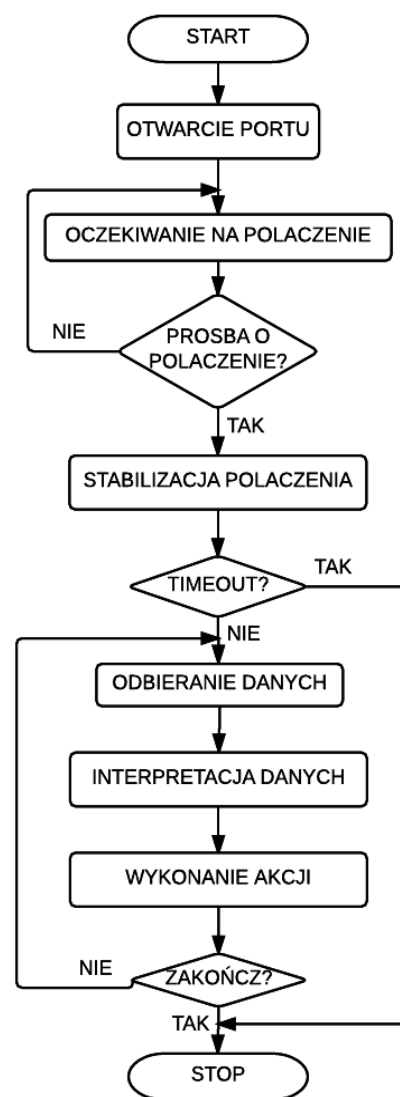 START
OTWARCIE PORTU
OCZEKIWANIE NA POLACZENIE
NIE
PROSBA O
POLACZENIE?
TAK
STABILIZACJA POLACZENIA
TIMEOUT?
TAK
NIE
ODBIERANIE DANYCH
INTERPRETACJA DANYCH
WYKONANIE AKCJI
NIE
ZAKOŃCZ?
TAK
STOP